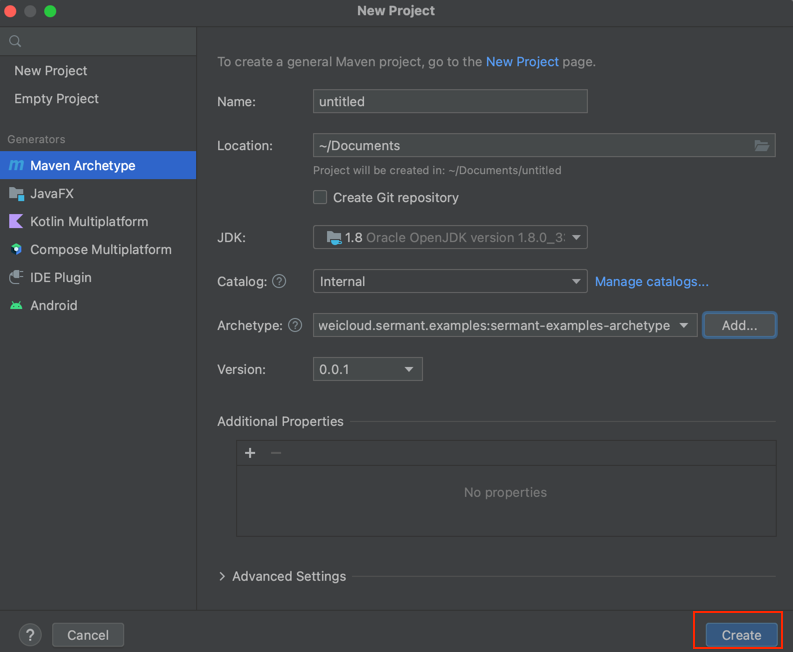 New Project
New Project
Empty Project
Generators
Maven Archetype
JavaFX
Kotlin Multiplatform
Compose Multiplatform
IDE Plugin
Android
To create a general Maven project, go to the New Project page.
Name: untitled
Location: ~/Documents
Project will be created in: ~/Documents/untitled
Create Git repository
JDK: 1.8 Oracle OpenJDK version 1.8.0_3
Catalog: ? Internal Manage catalogs...
Archetype: ? weicloud.sermant.examples:sermant-examples-archetype Add...
Version: 0.0.1
Additional Properties
No properties
Advanced Settings
? Cancel Create